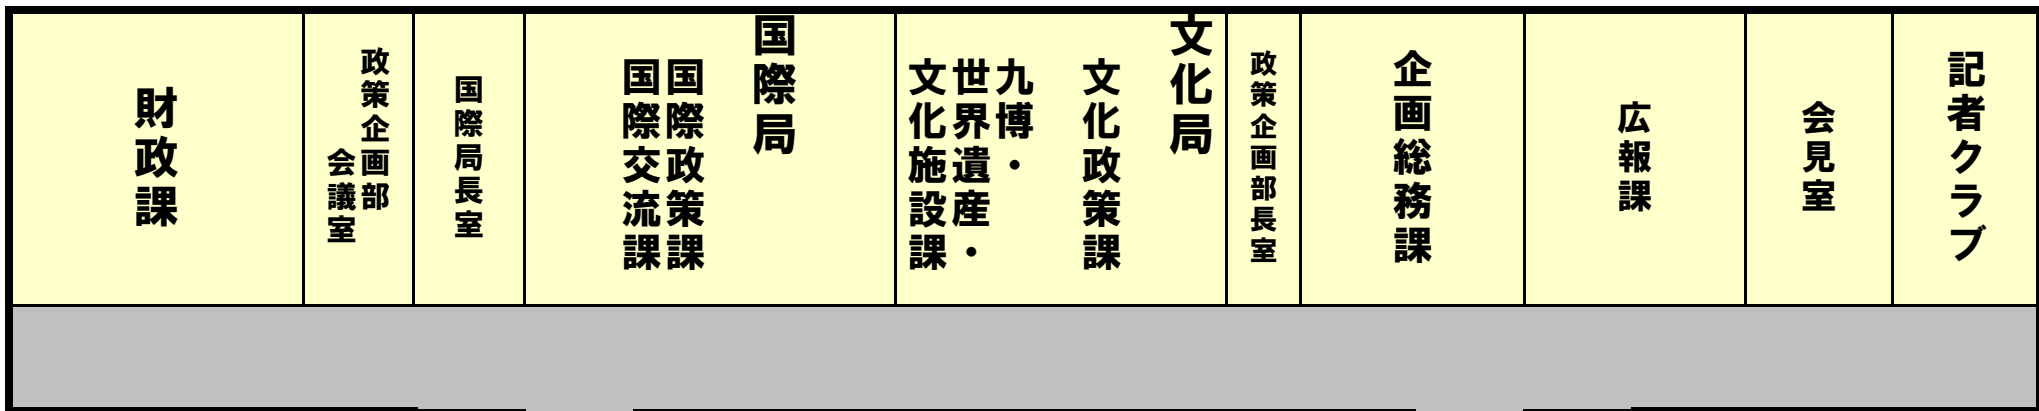 記者クラブ
会見室
広報課
企画総務課
政策企画部長室
文化局
文化政策課
九博・
世界遺産・
文化施設課
国際局
国際政策課
国際交流課
国際局長室
政策企画部
会議室
財政課